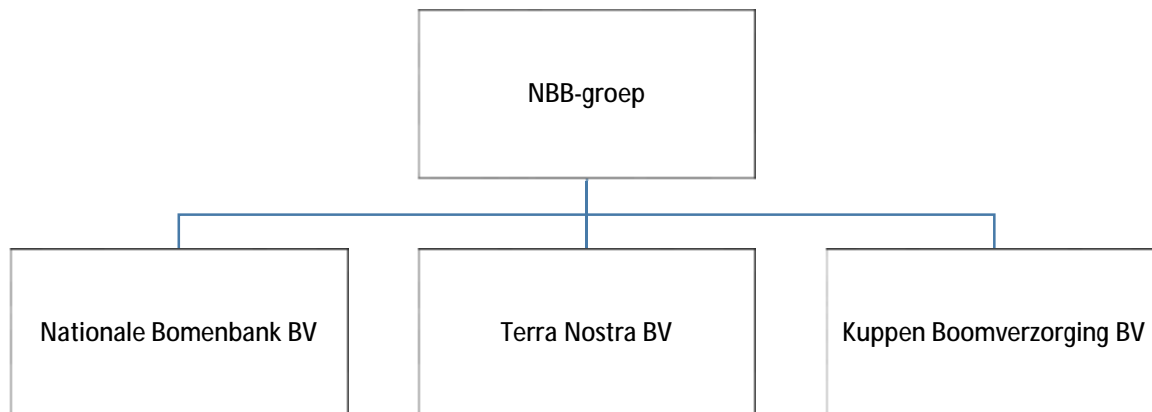 NBB-groep
Nationale Bomenbank BV
Terra Nostra BV
Kuppen Boomverzorging BV